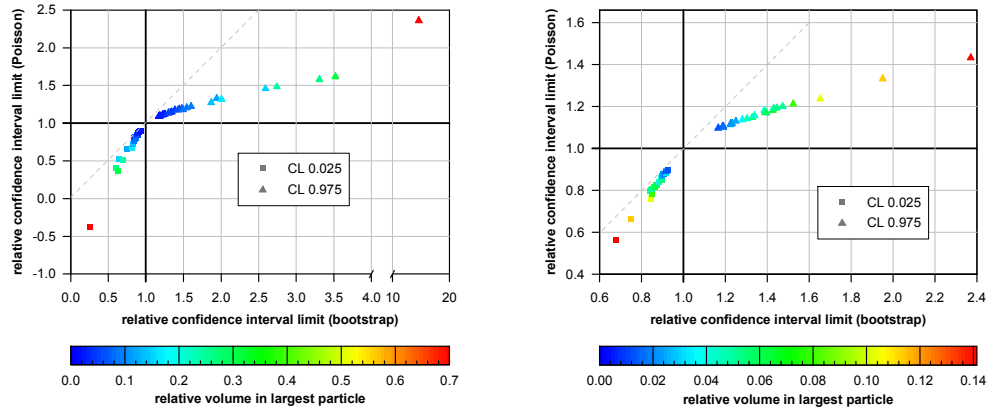 2.5
2.0
1.5
1.0
0.5
0.0
-0.5
-1.0
relative confidence interval limit (Poisson)
CL 0.025
CL 0.975
0.0 0.5 1.0 1.5 2.0 2.5 3.0 3.5 4.0 10 20
relative confidence interval limit (bootstrap)
0.0 0.1 0.2 0.3 0.4 0.5 0.6 0.7
relative volume in largest particle
1.6
1.4
1.2
1.0
0.8
0.6
0.4
relative confidence interval limit (Poisson)
CL 0.025
CL 0.975
0.6 0.8 1.0 1.2 1.4 1.6 1.8 2.0 2.2 2.4
relative confidence interval limit (bootstrap)
0.00 0.02 0.04 0.06 0.08 0.10 0.12 0.14
relative volume in largest particle